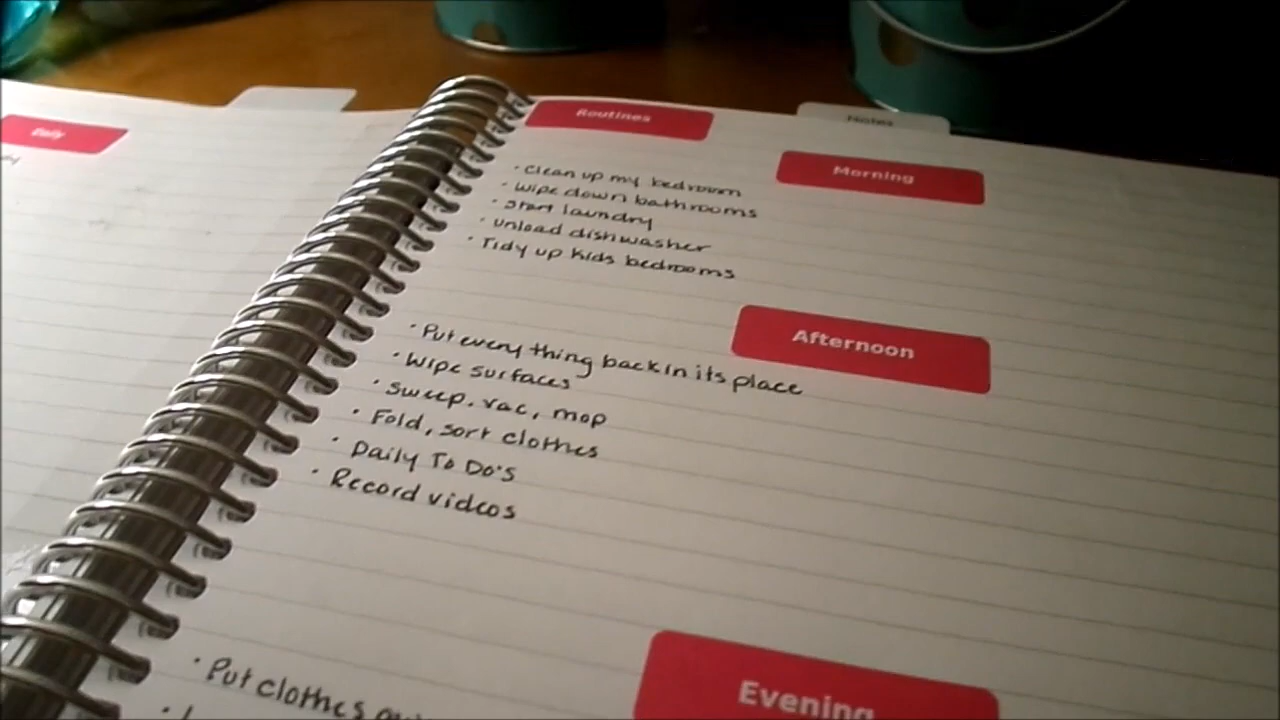 Daily
Routines
Notes
Morning
· Clean up my bedroom
· Wipe down bathrooms
· Start laundry
· Unload dishwasher
· Tidy up kids bedrooms
Afternoon
· Put everything back in its place
· Wipe surfaces
· Sweep, vac, mop
· Fold, sort clothes
· Daily To Do's
· Record videos
Evening
· Put clothes